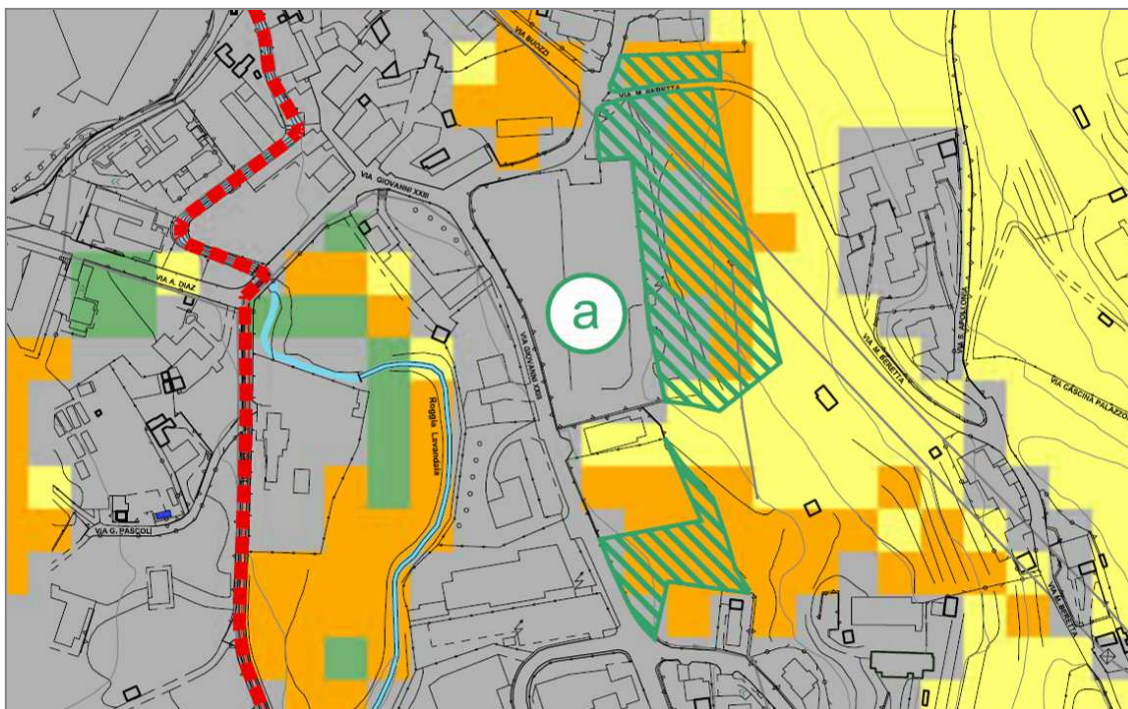 VIA BUOZZI
VIA M. BERETTA
VIA GIOVANNI XXIII
VIA A. DIAZ
a
VIA GIOVANNI XXIII
VIA M. BERETTA
VIA S. APOLLONIA
VIA CASCINA PALAZZO
Roggia Lavandaia
VIA G. PASCOLI
VIA M. BERETTA